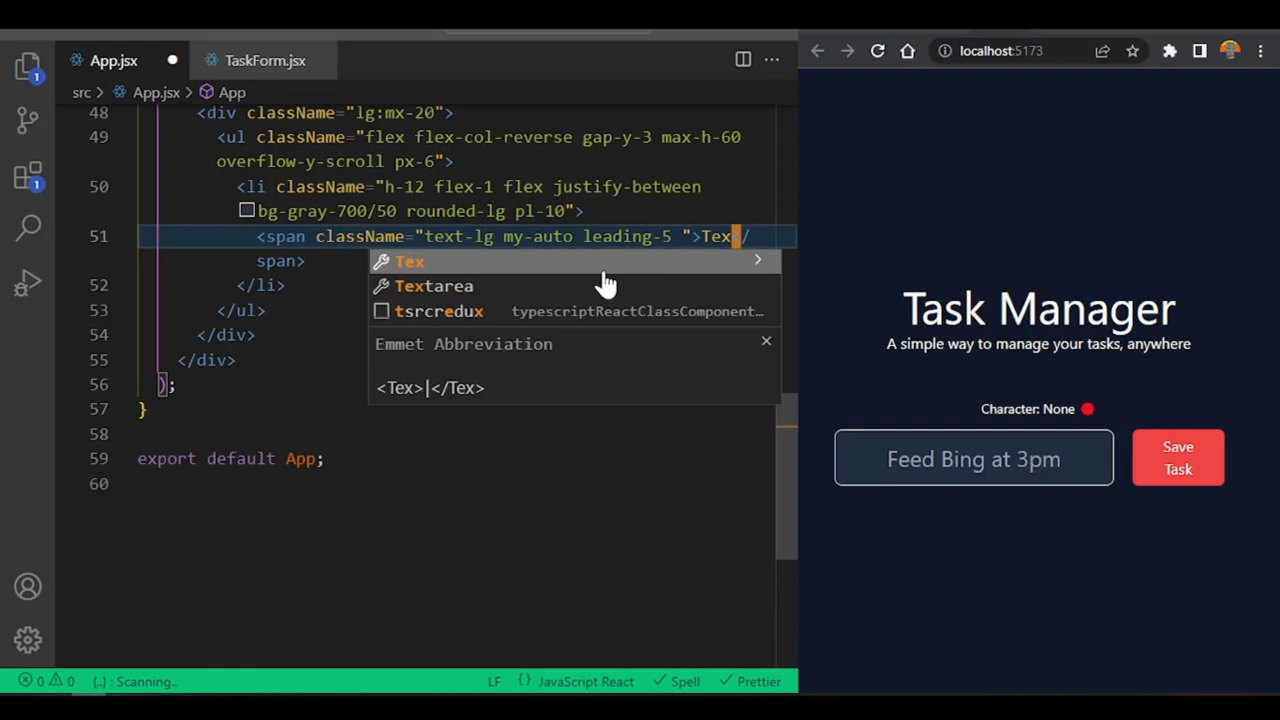 App.jsx
TaskForm.jsx
src > App.jsx > App
48 <div className="lg:mx-20">
49 <ul className="flex flex-col-reverse gap-y-3 max-h-60
overflow-y-scroll px-6">
50 <li className="h-12 flex-1 flex justify-between
bg-gray-700/50 rounded-lg pl-10">
51 <span className="text-lg my-auto leading-5 ">Tex</
span>
52 </li>
53 </ul>
54 </div>
55 </div>
56 );
57 }
58
59 export default App;
60
Tex
Textarea
tsrcredux typescriptReactClassComponent…
Emmet Abbreviation
<Tex>|</Tex>
1
1
0 0 {..} : Scanning..
LF {} JavaScript React Spell Prettier
localhost:5173
Task Manager
A simple way to manage your tasks, anywhere
Character: None
Feed Bing at 3pm
Save
Task